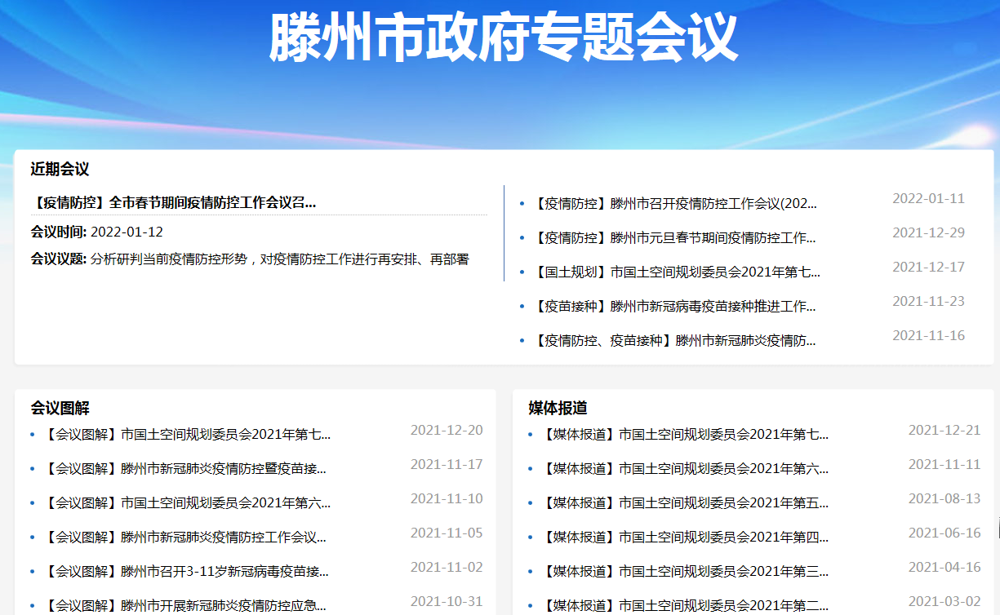 滕州市政府专题会议
近期会议
【疫情防控】全市春节期间疫情防控工作会议召...
会议时间: 2022-01-12
会议议题: 分析研判当前疫情防控形势，对疫情防控工作进行再安排、再部署
【疫情防控】滕州市召开疫情防控工作会议(202... 2022-01-11
【疫情防控】滕州市元旦春节期间疫情防控工作... 2021-12-29
【国土规划】市国土空间规划委员会2021年第七... 2021-12-17
【疫苗接种】滕州市新冠病毒疫苗接种推进工作... 2021-11-23
【疫情防控、疫苗接种】滕州市新冠肺炎疫情防... 2021-11-16
会议图解
【会议图解】市国土空间规划委员会2021年第七... 2021-12-20
【会议图解】滕州市新冠肺炎疫情防控暨疫苗接... 2021-11-17
【会议图解】市国土空间规划委员会2021年第六... 2021-11-10
【会议图解】滕州市新冠肺炎疫情防控工作会议... 2021-11-05
【会议图解】滕州市召开3-11岁新冠病毒疫苗接... 2021-11-02
【会议图解】滕州市开展新冠肺炎疫情防控应急... 2021-10-31
媒体报道
【媒体报道】市国土空间规划委员会2021年第七... 2021-12-21
【媒体报道】市国土空间规划委员会2021年第六... 2021-11-11
【媒体报道】市国土空间规划委员会2021年第五... 2021-08-13
【媒体报道】市国土空间规划委员会2021年第四... 2021-06-16
【媒体报道】市国土空间规划委员会2021年第三... 2021-04-16
【媒体报道】市国土空间规划委员会2021年第二... 2021-03-02